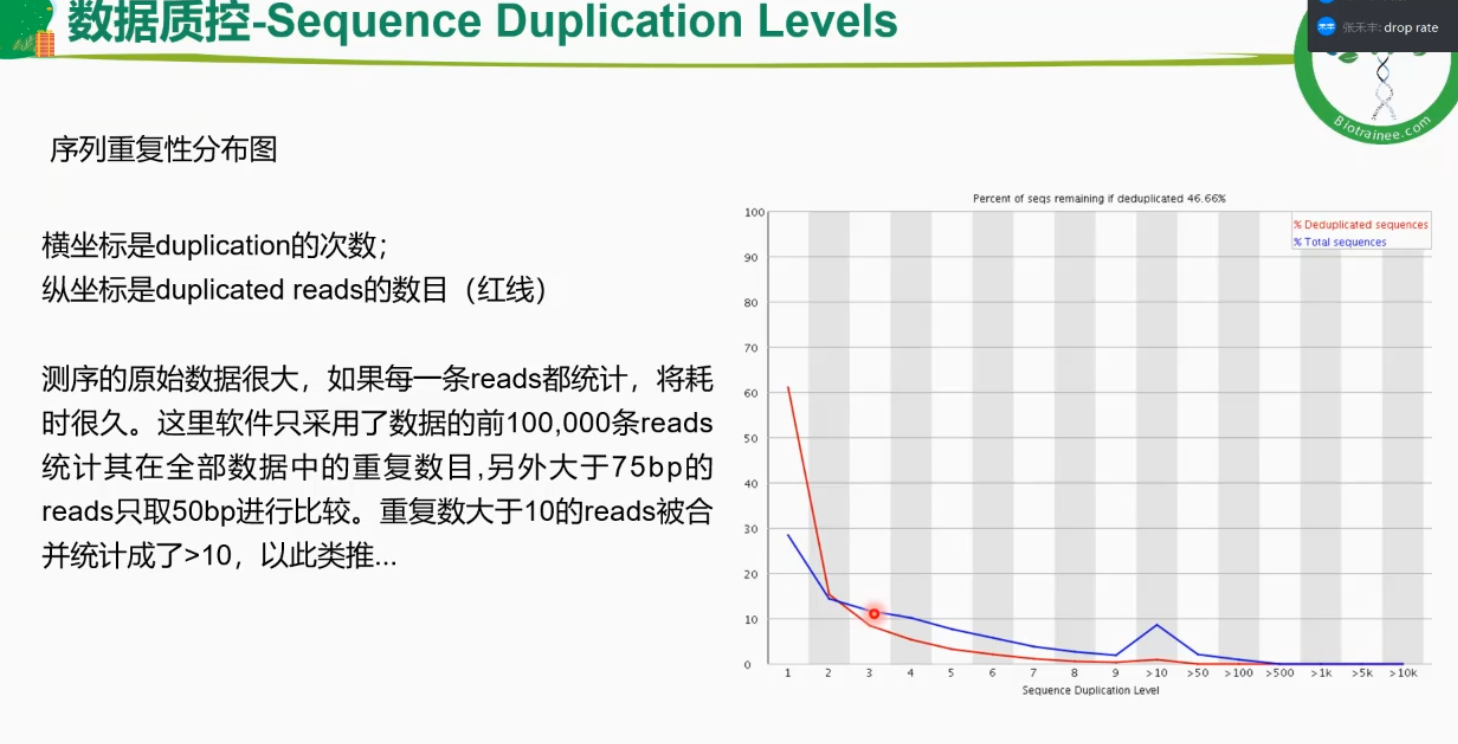 数据质控-Sequence Duplication Levels
张禾丰: drop rate
Biotrainee.com
序列重复性分布图
横坐标是duplication的次数；
纵坐标是duplicated reads的数目（红线）
测序的原始数据很大，如果每一条reads都统计，将耗
时很久。这里软件只采用了数据的前100,000条reads
统计其在全部数据中的重复数目,另外大于75bp的
reads只取50bp进行比较。重复数大于10的reads被合
并统计成了>10，以此类推...
Percent of seqs remaining if deduplicated 46.66%
% Deduplicated sequences
% Total sequences
100
90
80
70
60
50
40
30
20
10
0
1 2 3 4 5 6 7 8 9 >10 >50 >100 >500 >1k >5k >10k
Sequence Duplication Level